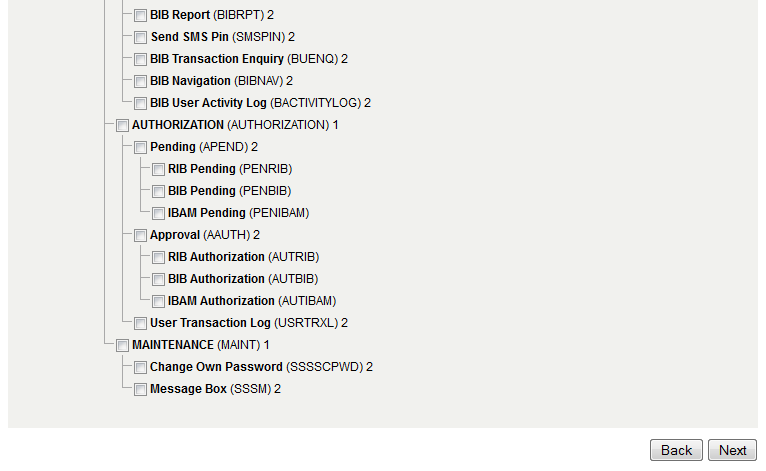 BIB Report (BIBRPT) 2
Send SMS Pin (SMSPIN) 2
BIB Transaction Enquiry (BUENQ) 2
BIB Navigation (BIBNAV) 2
BIB User Activity Log (BACTIVITYLOG) 2
AUTHORIZATION (AUTHORIZATION) 1
Pending (APEND) 2
RIB Pending (PENRIB)
BIB Pending (PENBIB)
IBAM Pending (PENIBAM)
Approval (AAUTH) 2
RIB Authorization (AUTRIB)
BIB Authorization (AUTBIB)
IBAM Authorization (AUTIBAM)
User Transaction Log (USRTRXL) 2
MAINTENANCE (MAINT) 1
Change Own Password (SSSSCPWD) 2
Message Box (SSSM) 2
Back Next